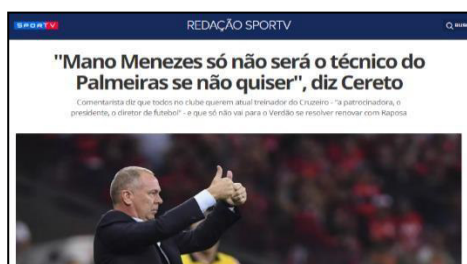 SPORTV
REDAÇÃO SPORTV
"Mano Menezes só não será o técnico do
Palmeiras se não quiser", diz Cereto
Comentarista diz que todos no clube querem atual treinador do Cruzeiro - "a patrocinadora, o
presidente, o diretor de futebol" - e que só não vai para o Verdão se resolver renovar com Raposa